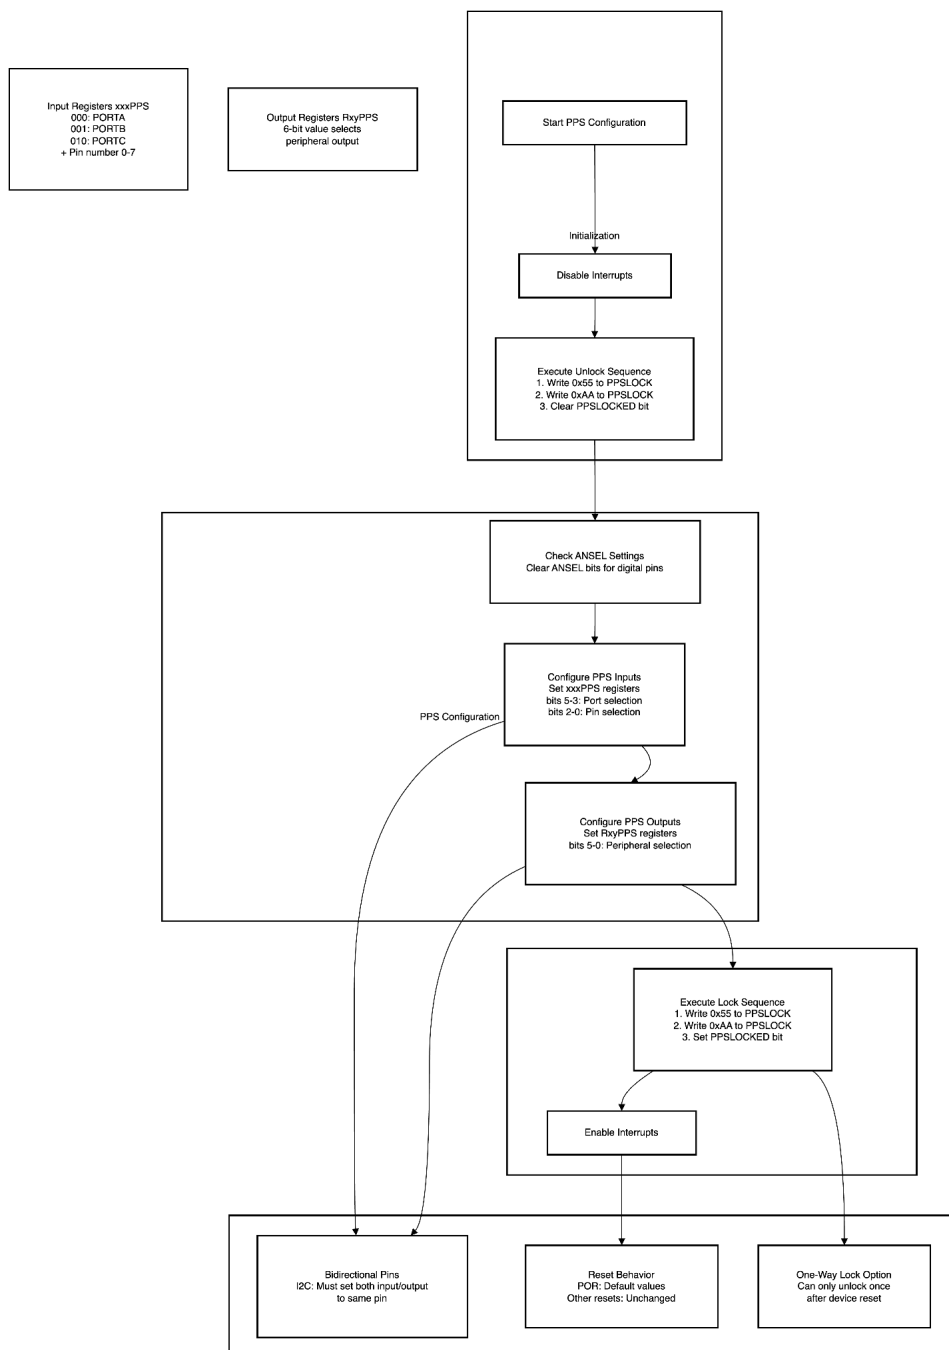 Input Registers xxxPPS
000: PORTA
001: PORTB
010: PORTC
+ Pin number 0-7
Output Registers RxyPPS
6-bit value selects
peripheral output
Start PPS Configuration
Initialization
Disable Interrupts
Execute Unlock Sequence
1. Write 0x55 to PPSLOCK
2. Write 0xAA to PPSLOCK
3. Clear PPSLOCKED bit
Check ANSEL Settings
Clear ANSEL bits for digital pins
Configure PPS Inputs
Set xxxPPS registers
bits 5-3: Port selection
bits 2-0: Pin selection
PPS Configuration
Configure PPS Outputs
Set RxyPPS registers
bits 5-0: Peripheral selection
Execute Lock Sequence
1. Write 0x55 to PPSLOCK
2. Write 0xAA to PPSLOCK
3. Set PPSLOCKED bit
Enable Interrupts
Bidirectional Pins
I2C: Must set both input/output
to same pin
Reset Behavior
POR: Default values
Other resets: Unchanged
One-Way Lock Option
Can only unlock once
after device reset